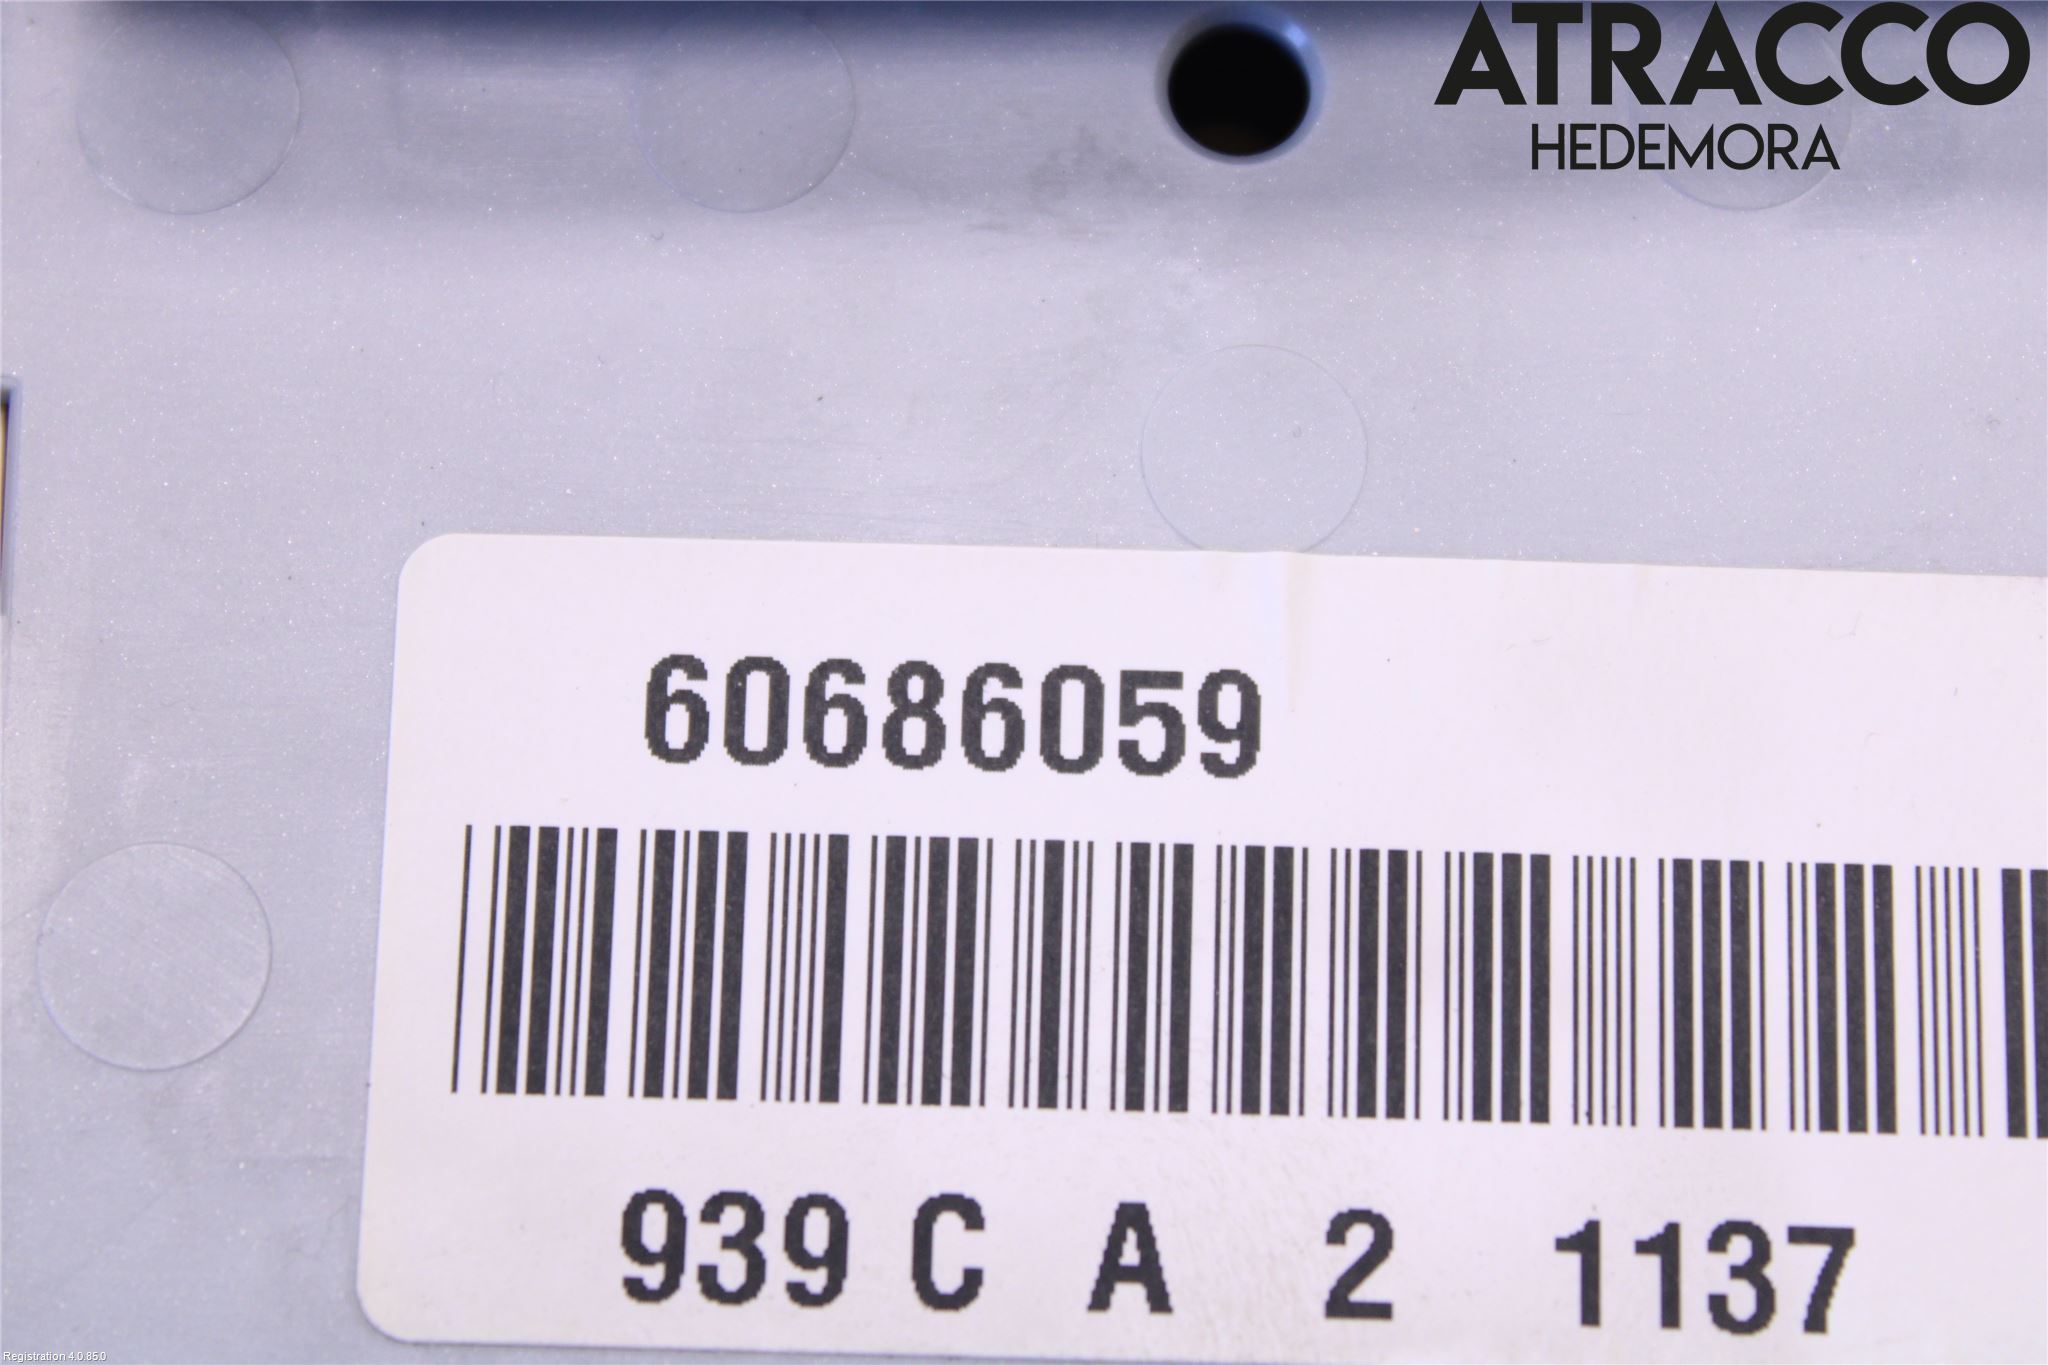 ATRACCO
HEDEMORA
60686059
939 C A 2 1137
Registration 4.0.85.0